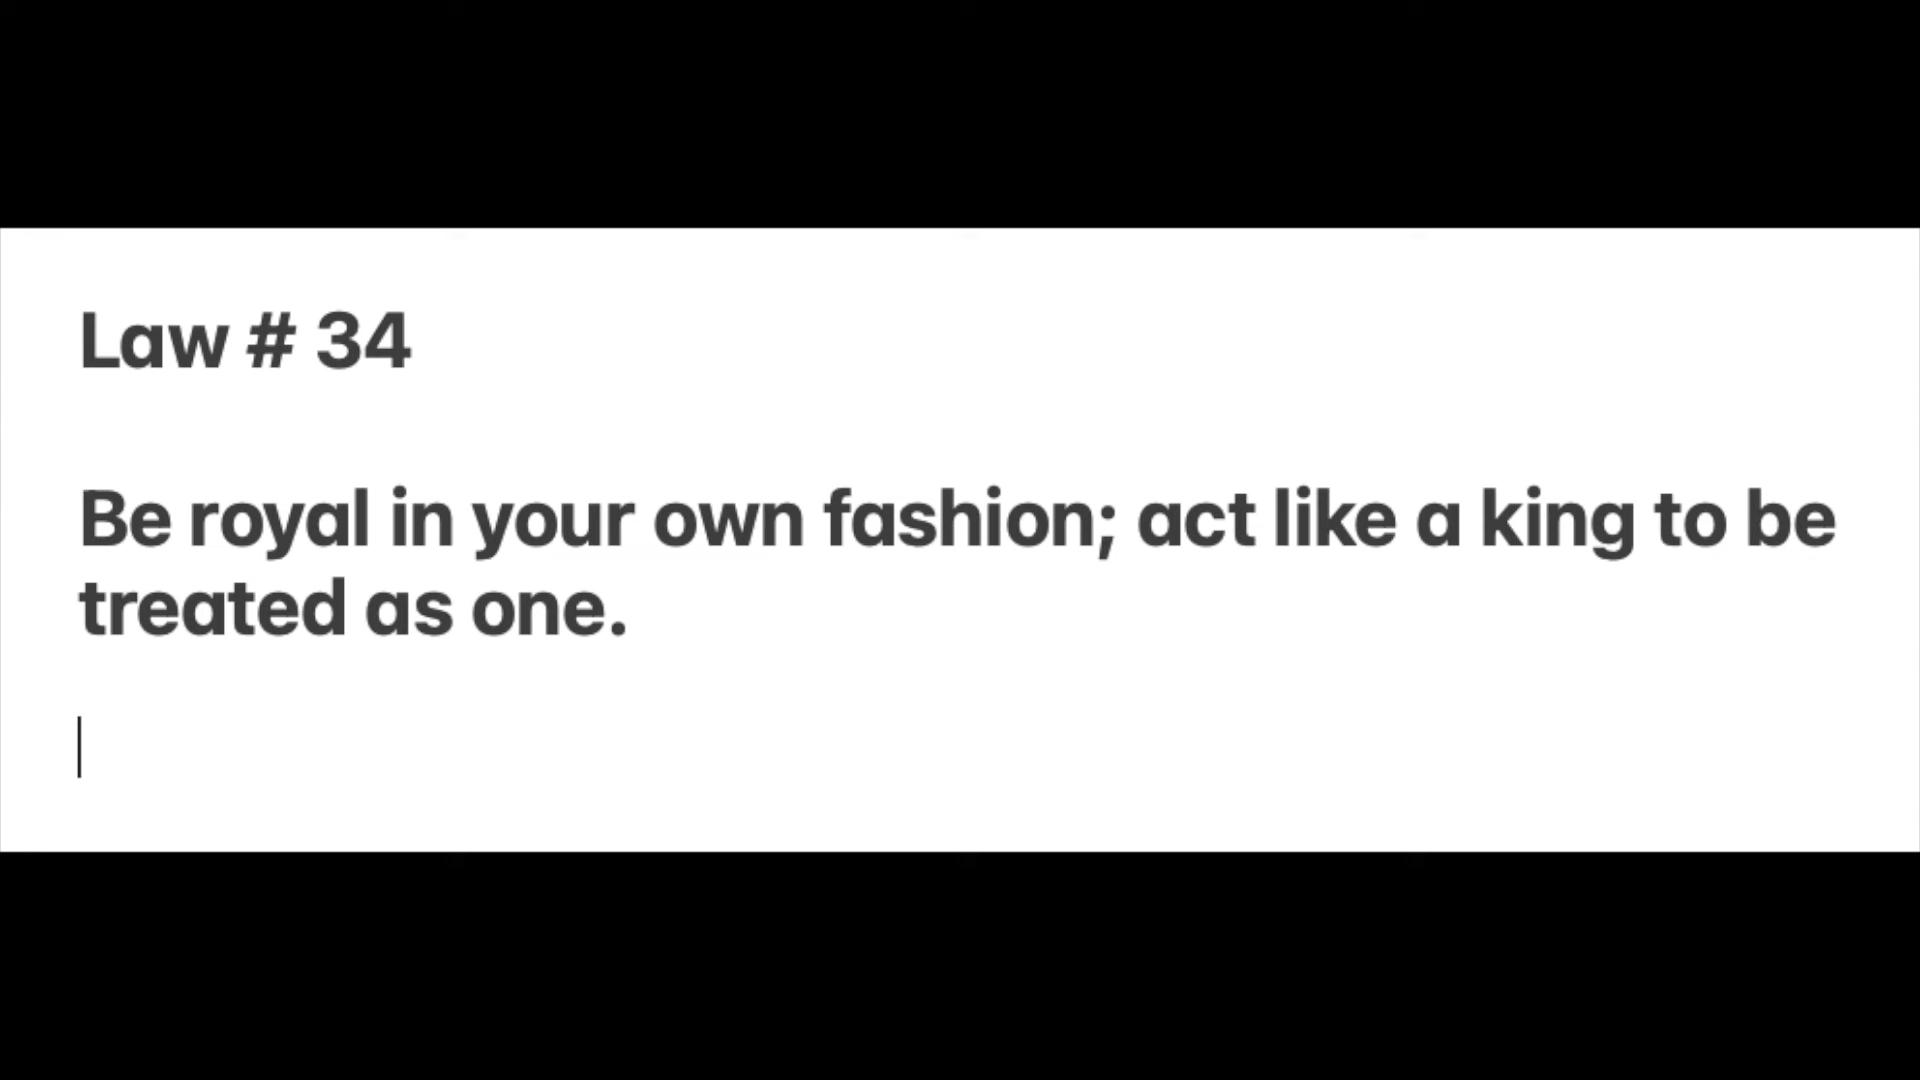 Law # 34
Be royal in your own fashion; act like a king to be
treated as one.